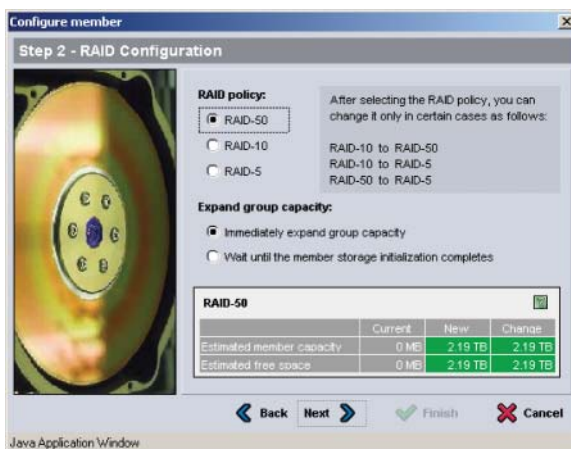 Configure member
Step 2 - RAID Configuration
RAID policy:
RAID-50
RAID-10
RAID-5
After selecting the RAID policy, you can
change it only in certain cases as follows:
RAID-10 to RAID-50
RAID-10 to RAID-5
RAID-50 to RAID-5
Expand group capacity:
Immediately expand group capacity
Wait until the member storage initialization completes
RAID-50
Current New Change
Estimated member capacity 0 MB 2.19 TB 2.19 TB
Estimated free space 0 MB 2.19 TB 2.19 TB
Back Next Finish Cancel
Java Application Window